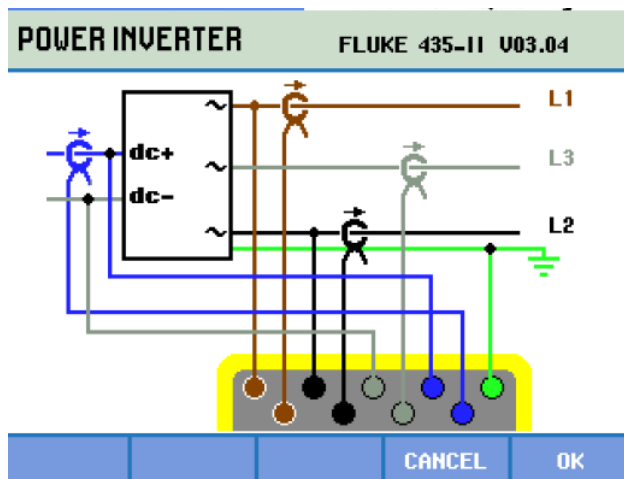 POWER INVERTER
FLUKE 435-II V03.04
L1
dc+
L3
dc-
L2
CANCEL
OK